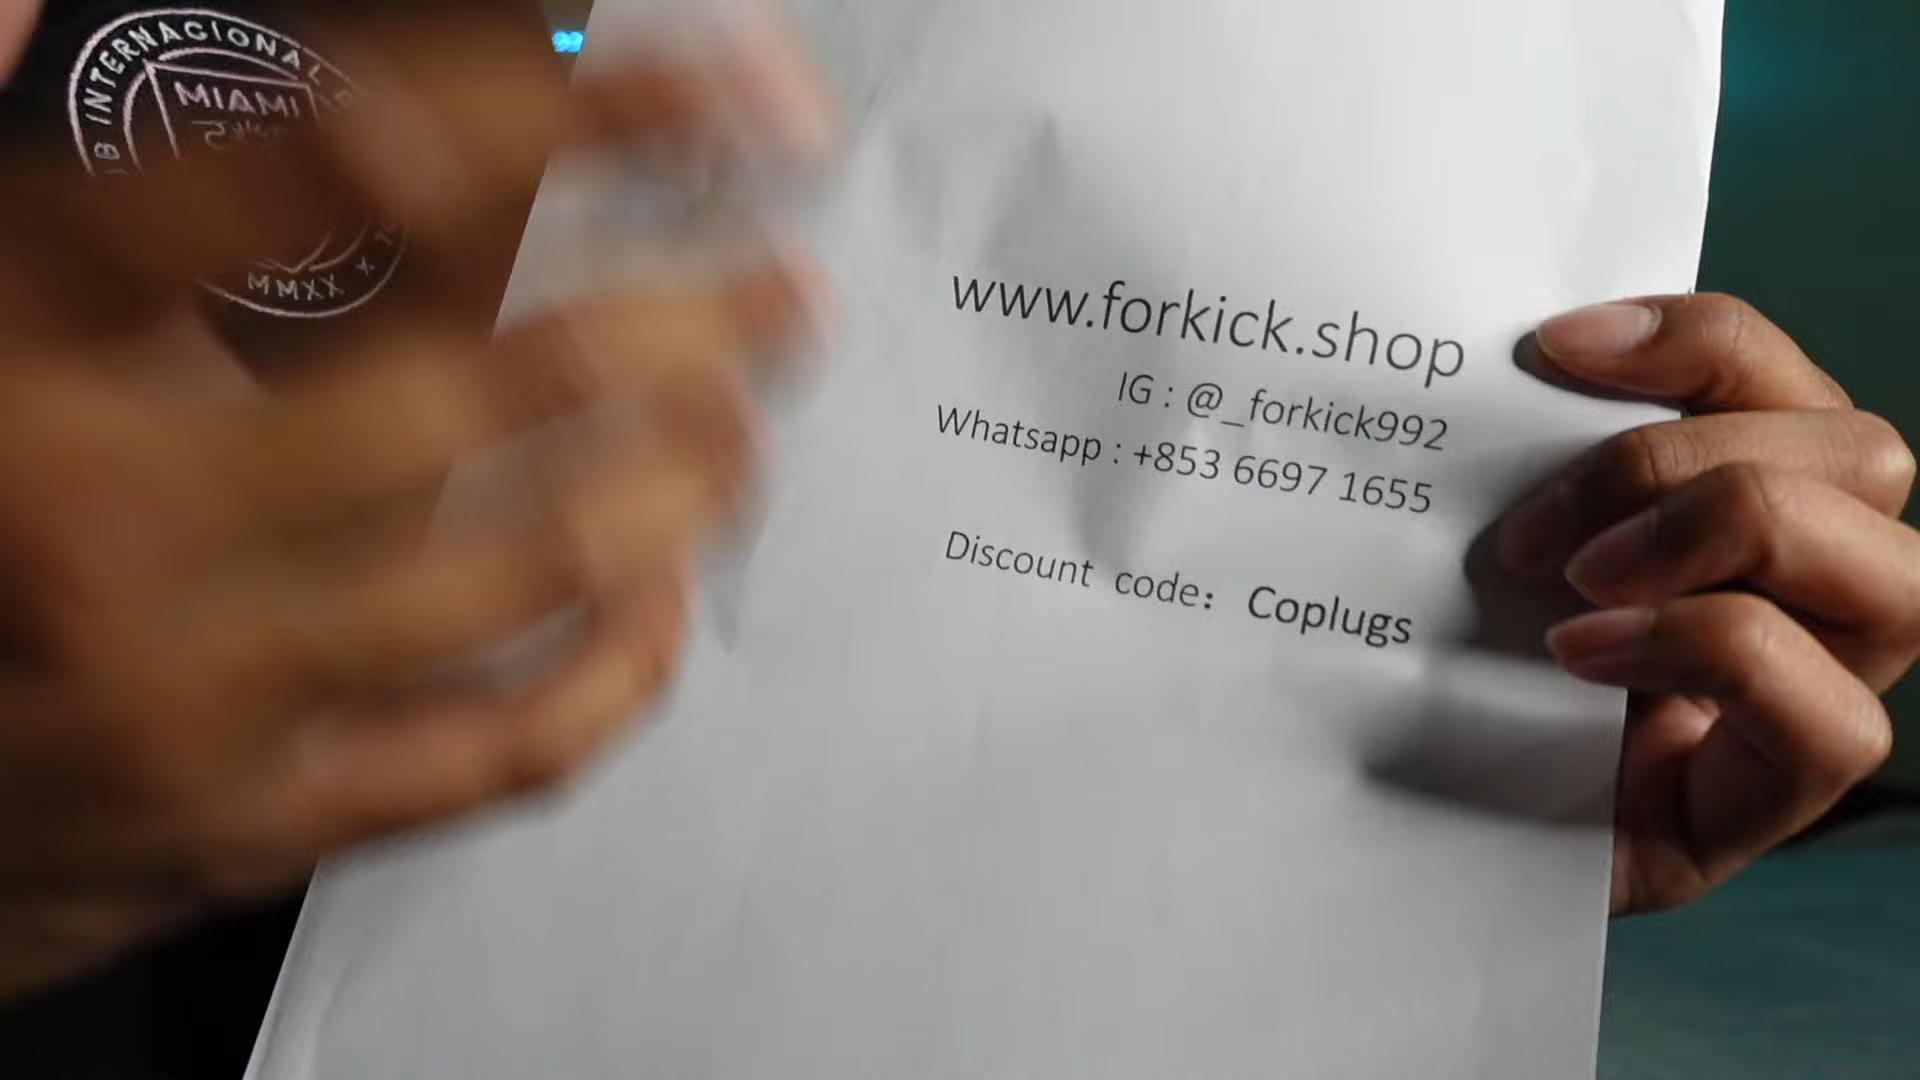 INTERNACIONAL
MIAMI
MMXX
www.forkick.shop
IG : @_forkick992
Whatsapp : +853 6697 1655
Discount code: Coplugs